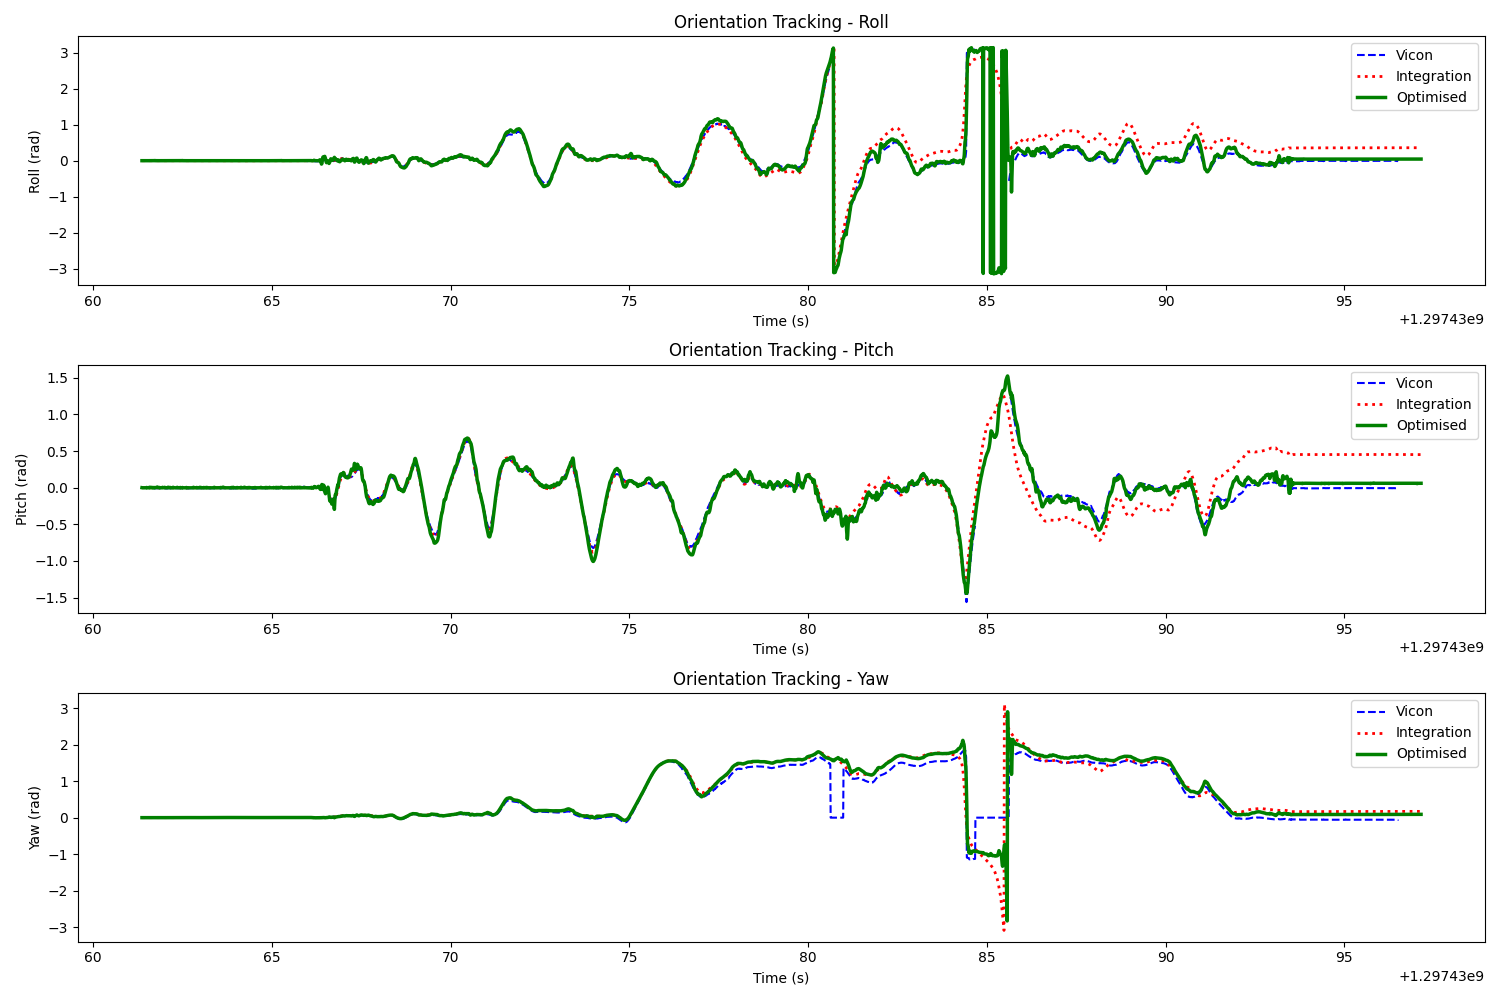 Orientation Tracking - Roll
Roll (rad)
3
2
1
0
−1
−2
−3
Vicon
Integration
Optimised
60 65 70 75 80 85 90 95
Time (s)
+1.29743e9
Orientation Tracking - Pitch
Pitch (rad)
1.5
1.0
0.5
0.0
−0.5
−1.0
−1.5
Vicon
Integration
Optimised
60 65 70 75 80 85 90 95
Time (s)
+1.29743e9
Orientation Tracking - Yaw
Yaw (rad)
3
2
1
0
−1
−2
−3
Vicon
Integration
Optimised
60 65 70 75 80 85 90 95
Time (s)
+1.29743e9